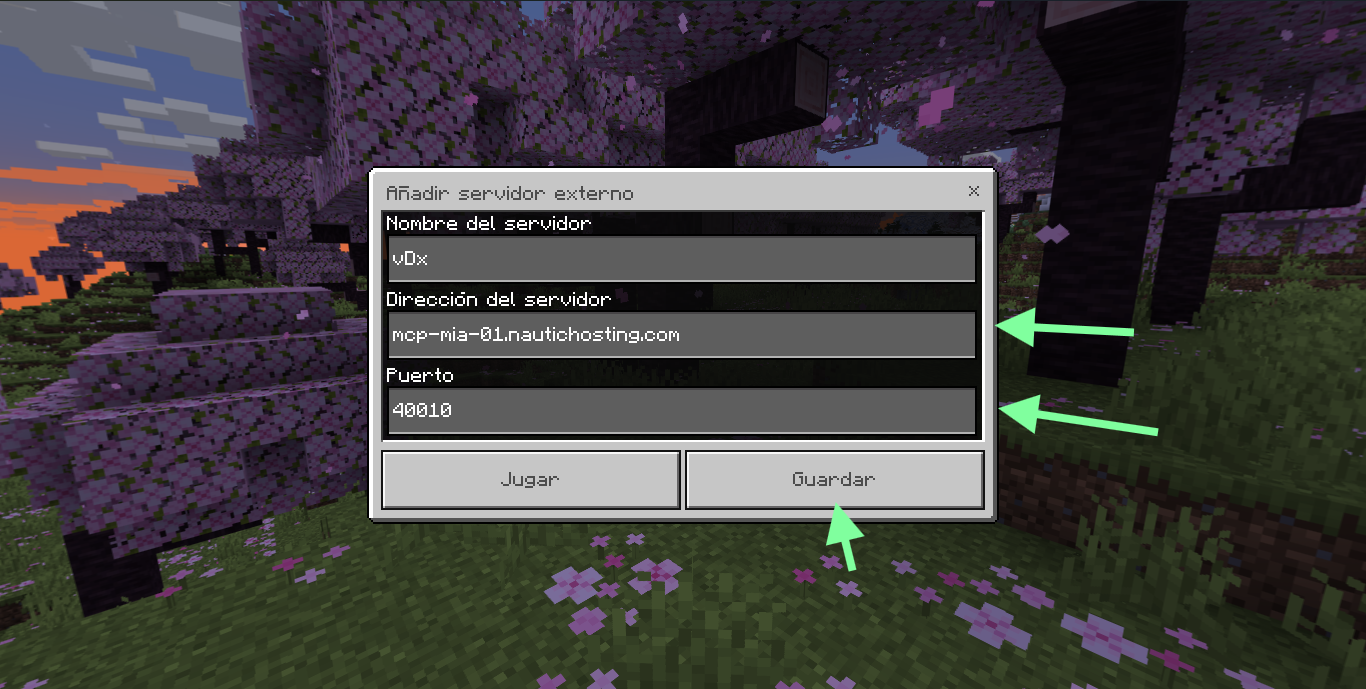 Añadir servidor externo
Nombre del servidor
vDx
Dirección del servidor
mcp-mia-01.nautichosting.com
Puerto
40010
Jugar
Guardar